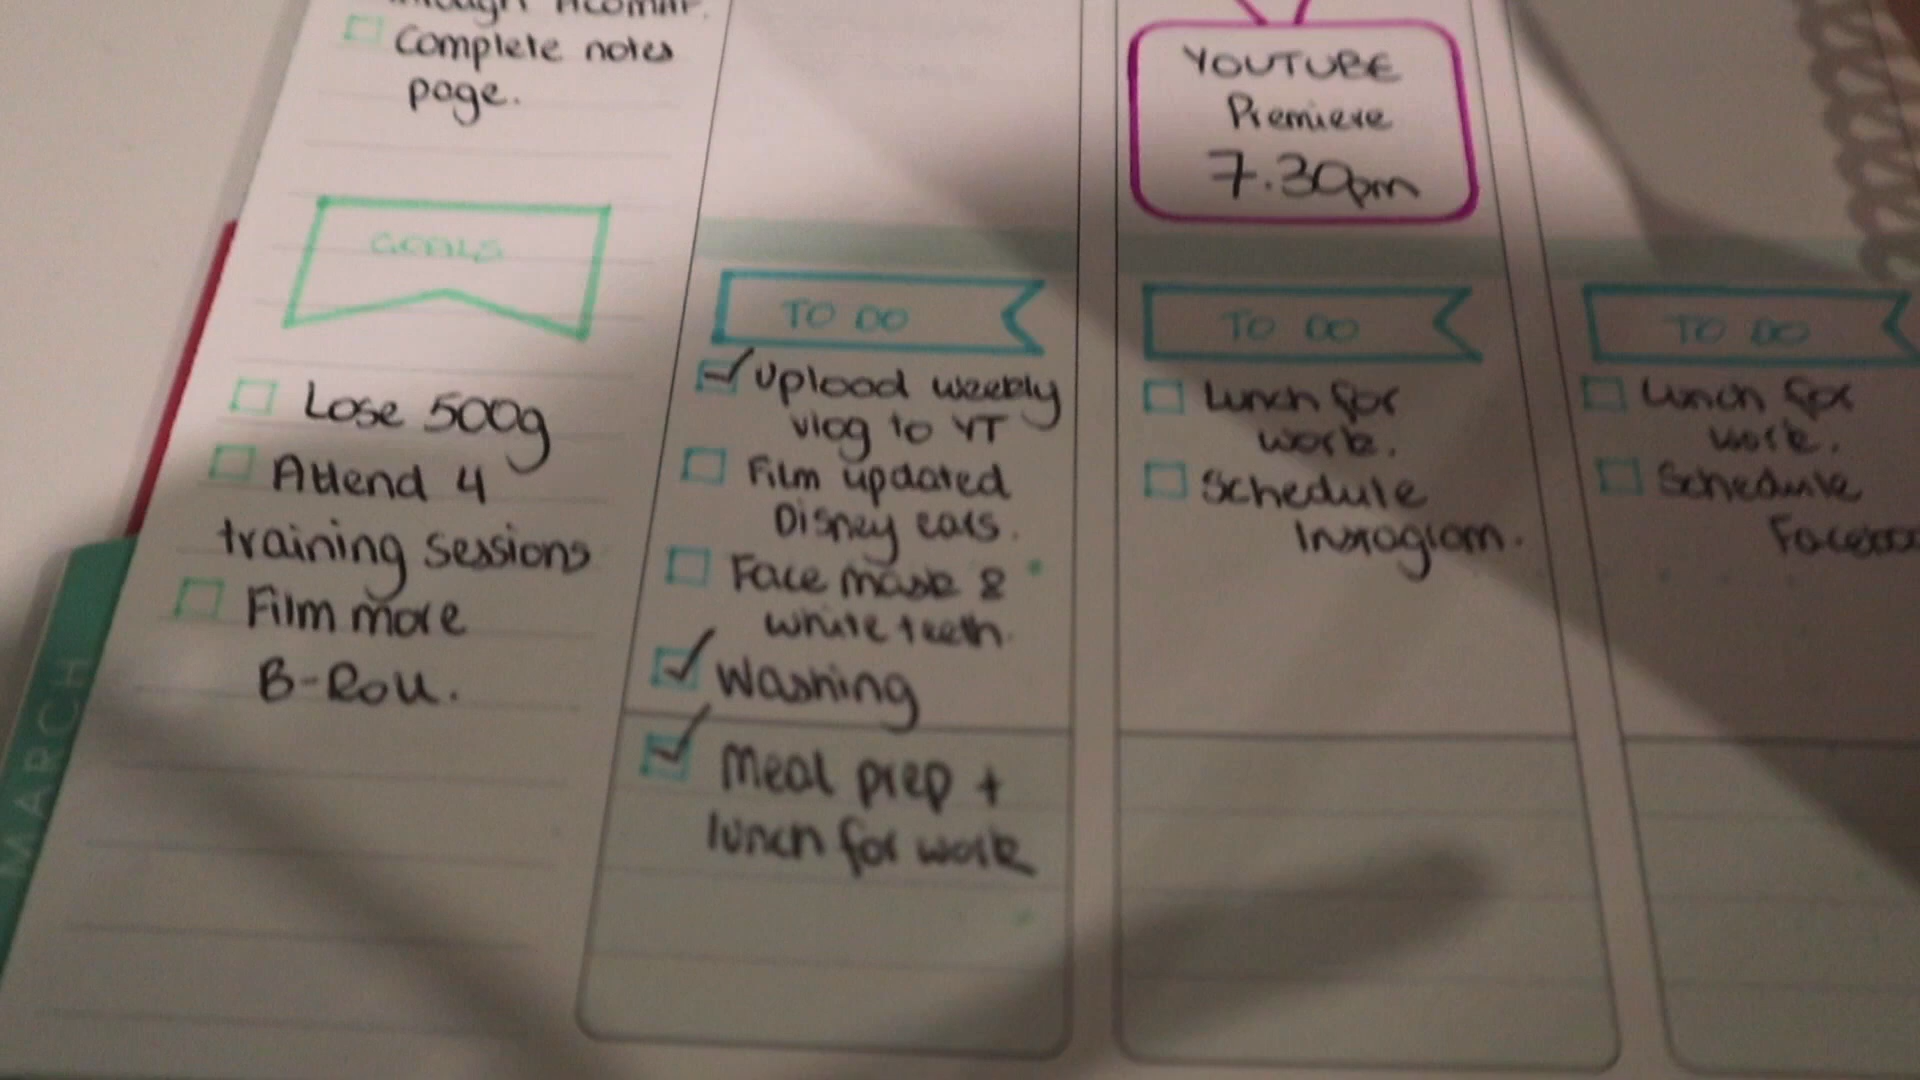 through
Complete notes
page.
GOALS
Lose 500g
Attend 4
training sessions
Film more
B-Roll.
MARCH
TO DO
Upload weekly
vlog to YT
Film updated
Disney ears.
Face mask &
white teeth.
Washing
Meal prep +
lunch for work
YOUTUBE
Premiere
7.30pm
TO DO
Lunch for
work.
Schedule
Instagram.
TO DO
Lunch for
work.
Schedule